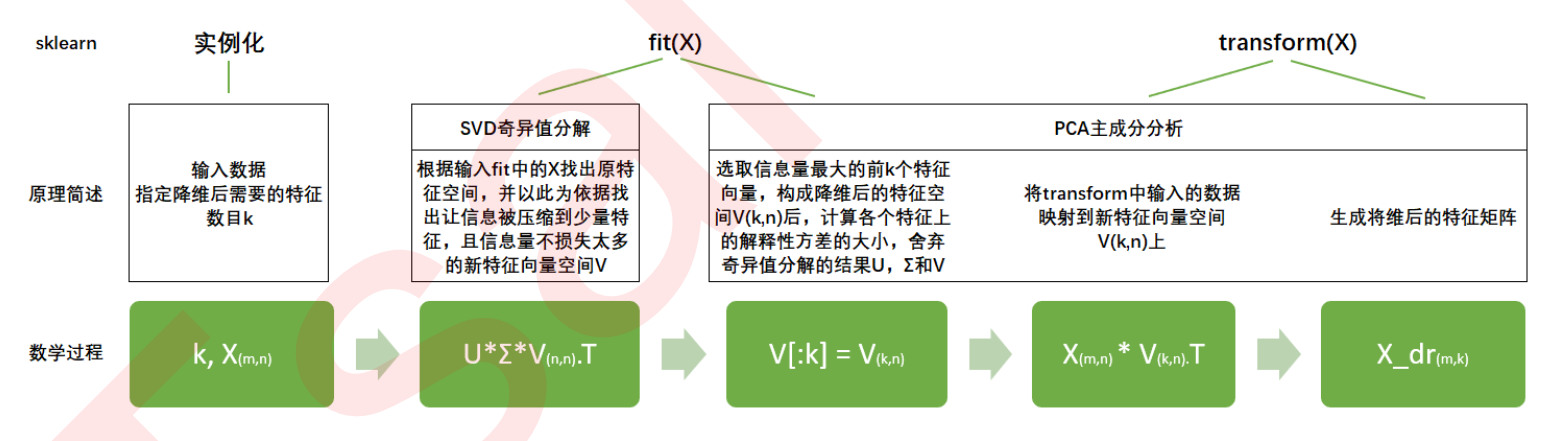 sklearn
实例化
fit(X)
transform(X)
原理简述
输入数据
指定降维后需要的特征
数目k
SVD奇异值分解
根据输入fit中的X找出原特
征空间，并以此为依据找
出让信息被压缩到少量特
征，且信息量不损失太多
的新特征向量空间V
PCA主成分分析
选取信息量最大的前k个特征
向量，构成降维后的特征空
间V(k,n)后，计算各个特征上
的解释性方差的大小，舍弃
奇异值分解的结果U，Σ和V
将transform中输入的数据
映射到新特征向量空间
V(k,n)上
生成将维后的特征矩阵
数学过程
k, X(m,n)
U*Σ*V(n,n).T
V[:k] = V(k,n)
X(m,n) * V(k,n).T
X_dr(m,k)